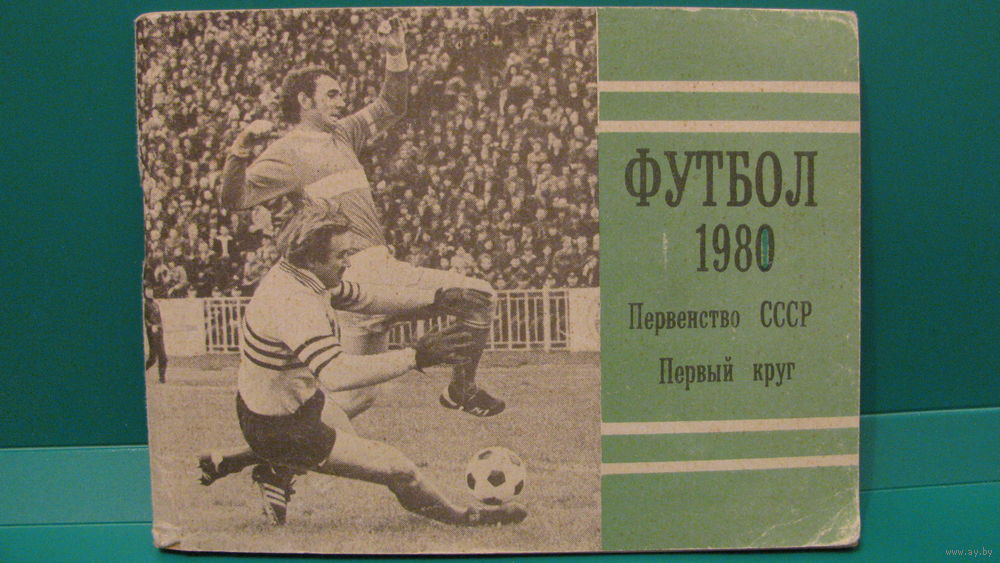 ФУТБОЛ
1980
Первенство СССР
Первый круг
www.ay.by